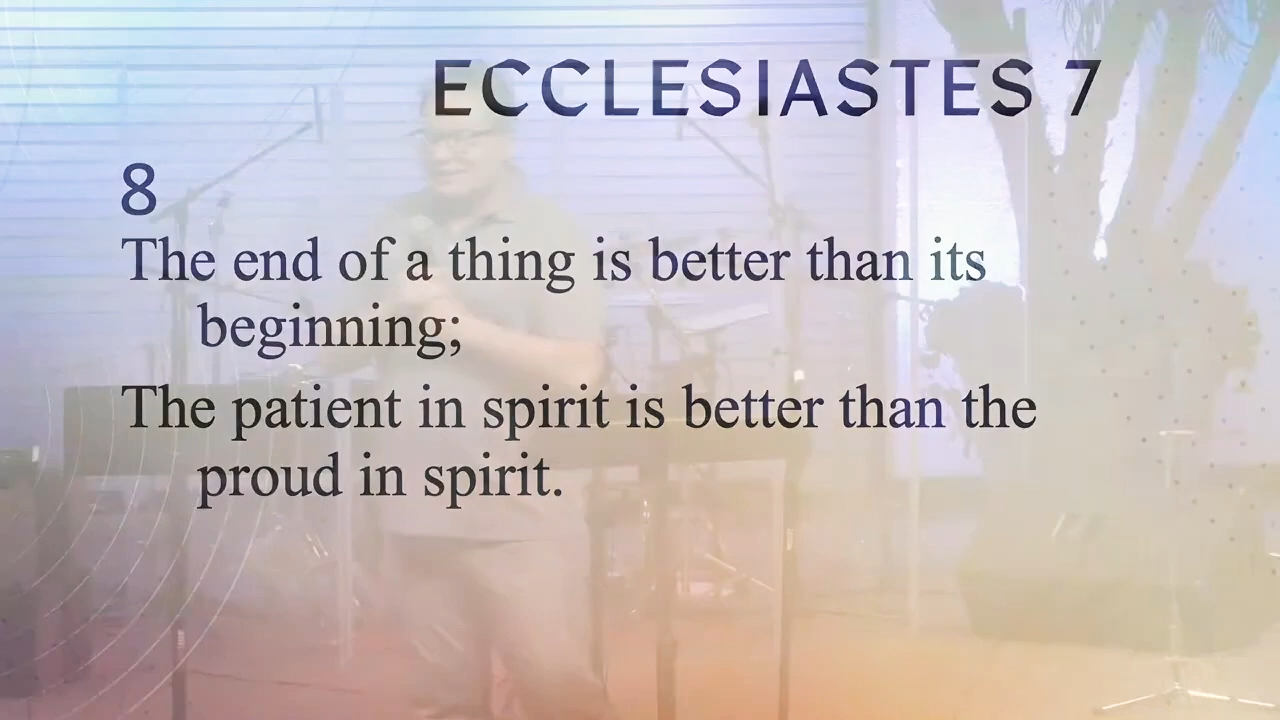 ECCLESIASTES 7
8
The end of a thing is better than its
beginning;
The patient in spirit is better than the
proud in spirit.